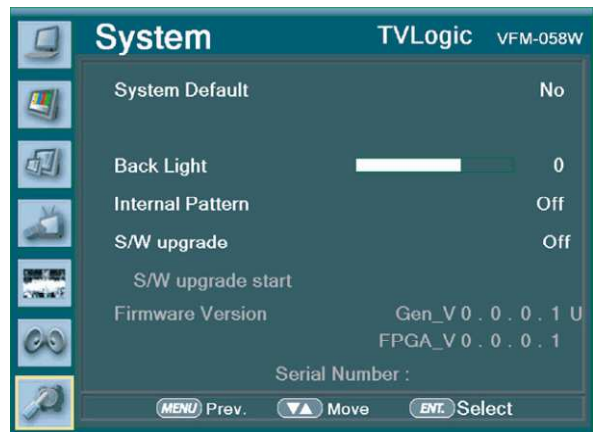 System TVLogic VFM-058W
System Default No
Back Light 0
Internal Pattern Off
S/W upgrade Off
S/W upgrade start
Firmware Version Gen_V 0 . 0 . 0 . 1 U
FPGA_V 0 . 0 . 0 . 1
Serial Number :
MENU Prev. ▼▲ Move ENT. Select